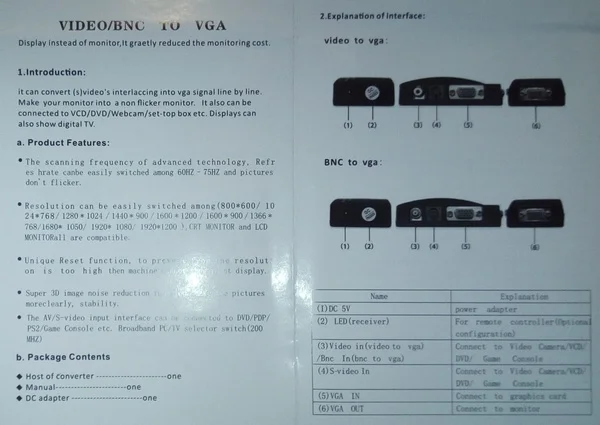 VIDEO/BNC TO VGA
Display instead of monitor,It graetly reduced the monitoring cost.
1.Introduction:
it can convert (s)video's interlaccing into vga signal line by line.
Make your monitor into a non flicker monitor. It also can be
connected to VCD/DVD/Webcam/set-top box etc. Displays can
also show digital TV.
a. Product Features:
• The scanning frequency of advanced technology, Refr
es hrate canbe easily switched among 60HZ - 75HZ and pictures
don't flicker.
• Resolution can be easily switched among(800*600/ 10
24*768/ 1280*1024 /1440*900 /1600*1200 /1600*900 /1366*
768/1680* 1050/ 1920* 1080/ 1920*1200 ),CRT MONITOR and LCD
MONITORall are compatible.
• Unique Reset function, to resolut
on is too high then machine t display.
• Super 3D image noise reduction pictures
moreclearly, stability.
• The AV/S-video input interface can be connected to DVD/PDP/
PS2/Game Console etc. Broadband PC/TV selector switch(200
MHZ)
b. Package Contents
◆ Host of converter ----------------------one
◆ Manual----------------------one
◆ DC adapter ----------------------one
2.Explanation of Interface:
video to vga:
(1) (2) (3) (4) (5) (6)
BNC to vga:
(1) (2) (3) (4) (5) (6)
Name Explanation
(1)DC 5V power adapter
(2) LED(receiver) For remote controller(Optional
configuration)
(3)Video in(video to vga) Connect to Video Camera/VCD/
/Bnc In(bnc to vga) DVD/ Game Console
(4)S-video In Connect to Video Camera/VCD/
DVD/ Game Console
(5)VGA IN Connect to graphics card
(6)VGA OUT Connect to monitor